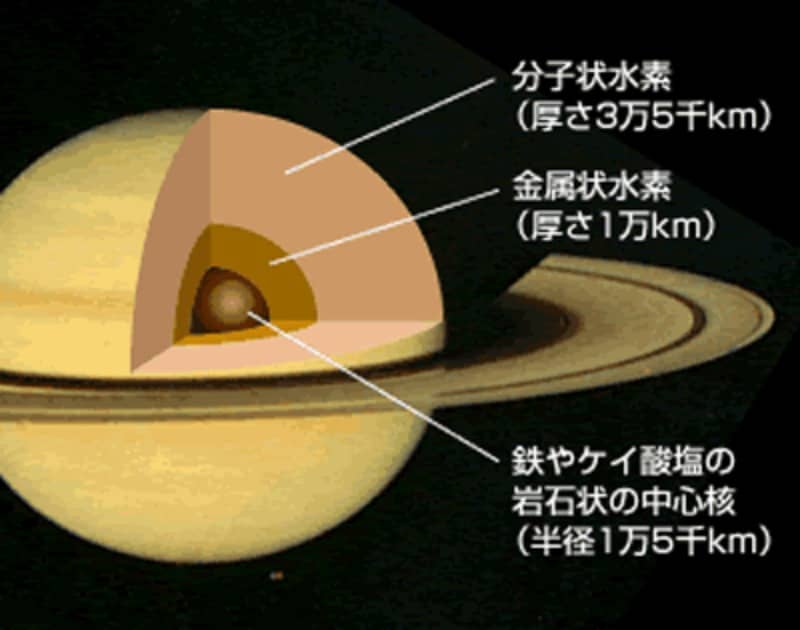 分子状水素
（厚さ3万5千km）
金属状水素
（厚さ1万km）
鉄やケイ酸塩の
岩石状の中心核
（半径1万5千km）